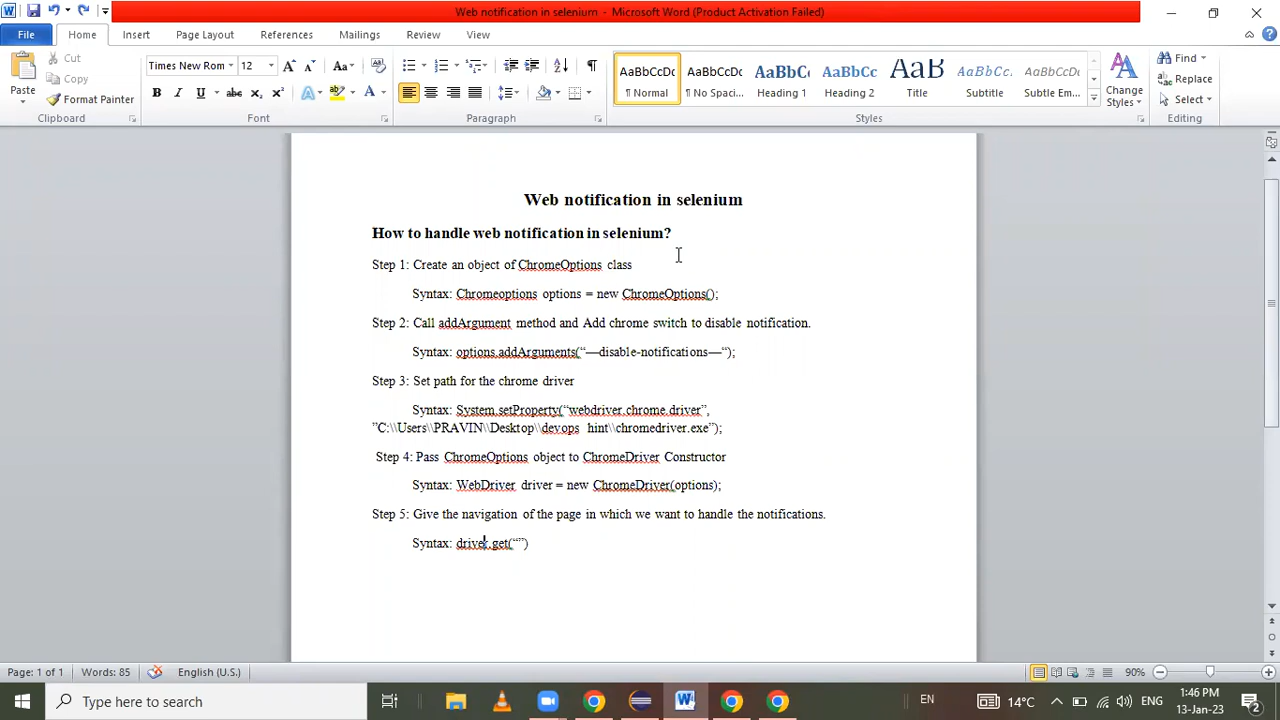 Web notification in selenium - Microsoft Word (Product Activation Failed)
File Home Insert Page Layout References Mailings Review View
Paste
Cut
Copy
Format Painter
Clipboard
Times New Rom 12
Aa
B I U abc x₂ x² A ab A
Font
Paragraph
AaBbCcDc AaBbCcDc AaBbCc AaBbCc AaB AaBbCcDc AaBbCcDc
¶ Normal ¶ No Spaci... Heading 1 Heading 2 Title Subtitle Subtle Em...
Change
Styles
Styles
Find
Replace
Select
Editing
Web notification in selenium
How to handle web notification in selenium?
Step 1: Create an object of ChromeOptions class
Syntax: Chromeoptions options = new ChromeOptions();
Step 2: Call addArgument method and Add chrome switch to disable notification.
Syntax: options.addArguments(“—disable-notifications—“);
Step 3: Set path for the chrome driver
Syntax: System.setProperty(“webdriver.chrome.driver”,
”C:\\Users\\PRAVIN\\Desktop\\devops hint\\chromedriver.exe”);
Step 4: Pass ChromeOptions object to ChromeDriver Constructor
Syntax: WebDriver driver = new ChromeDriver(options);
Step 5: Give the navigation of the page in which we want to handle the notifications.
Syntax: driver.get(“”)
Page: 1 of 1 Words: 85 English (U.S.) 90%
Type here to search
EN 14°C ENG
1:46 PM
13-Jan-23
2